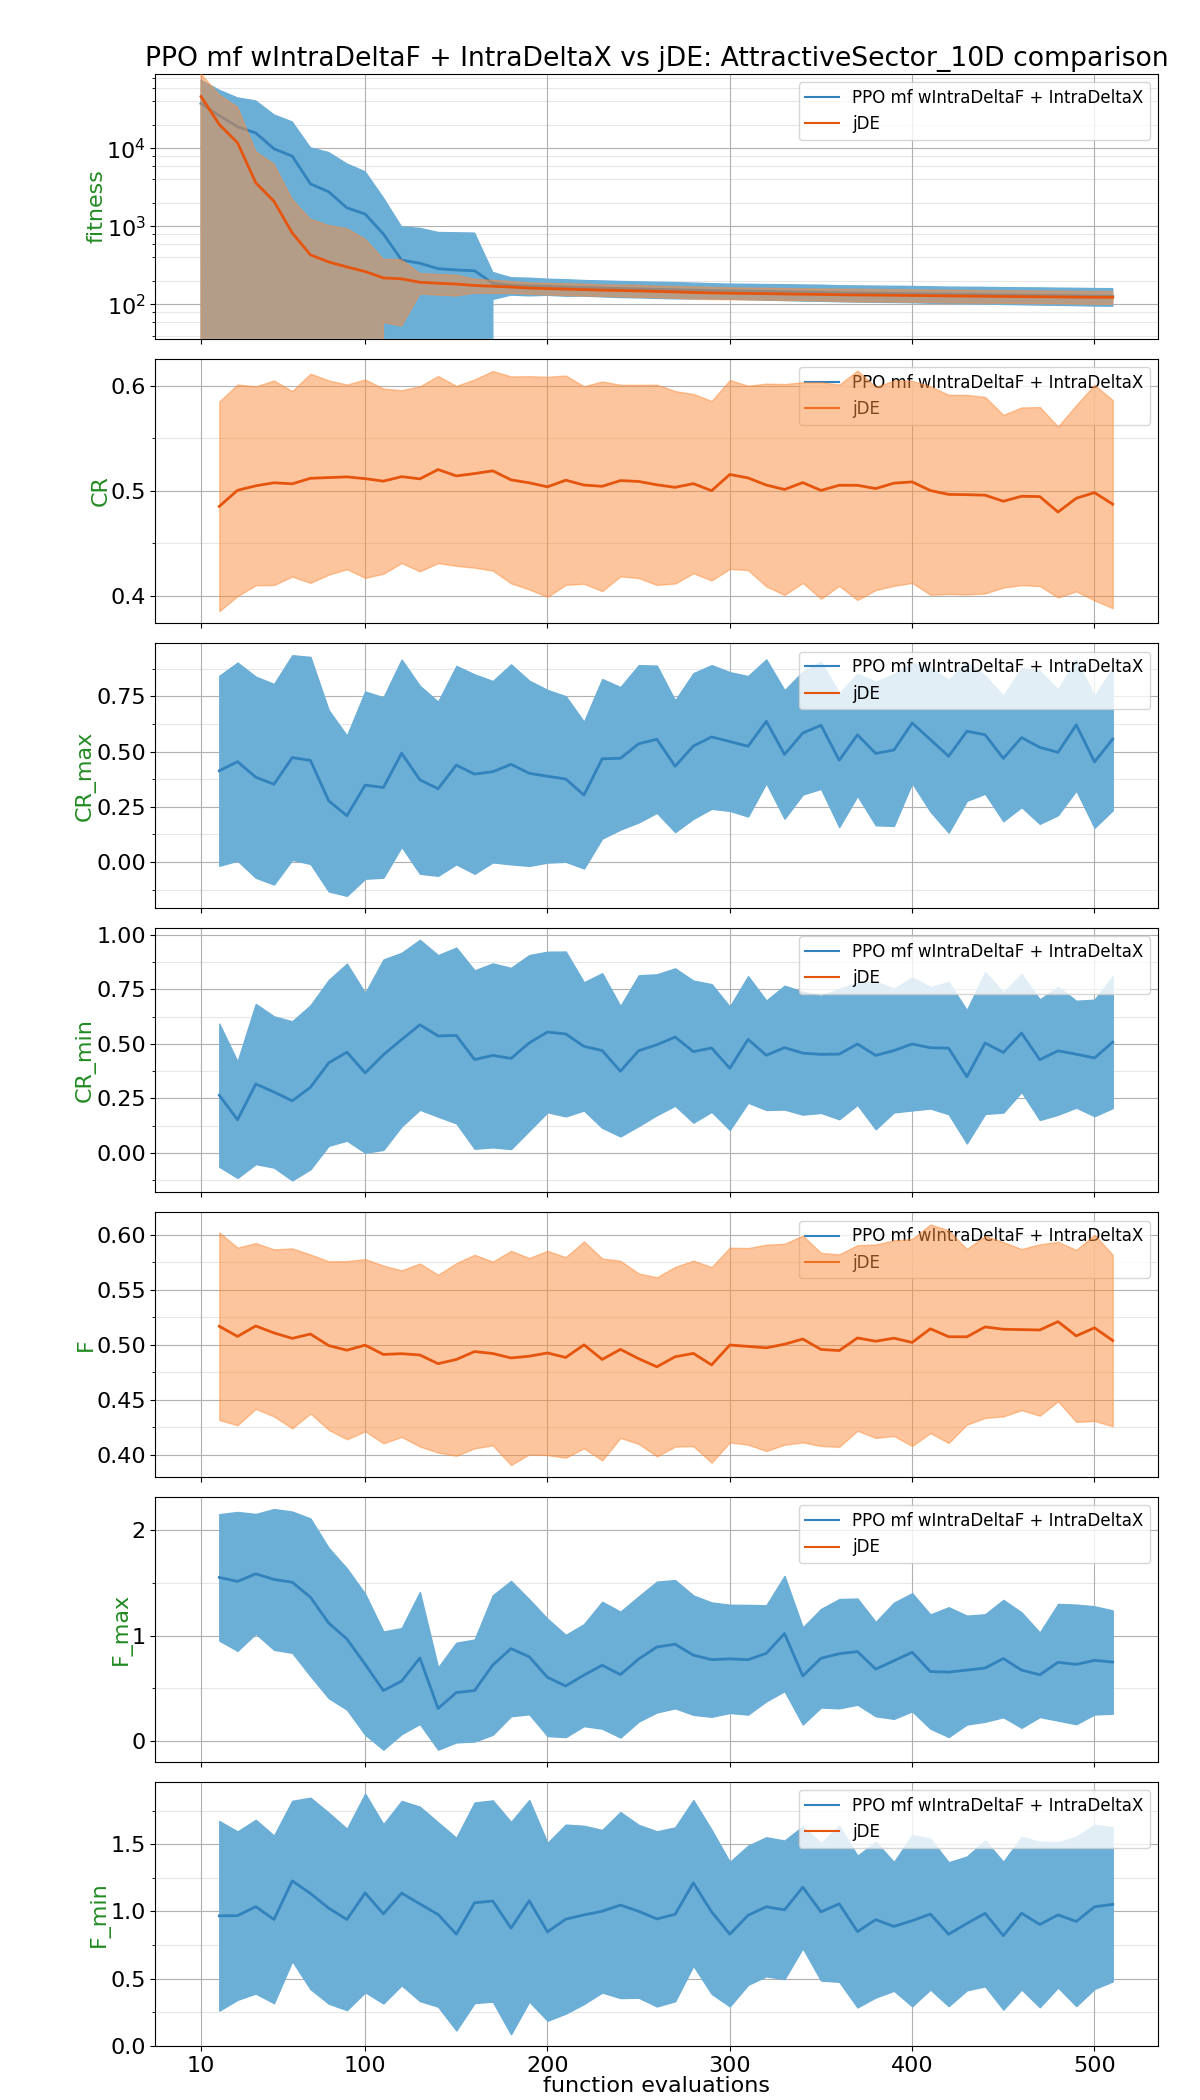 PPO mf wIntraDeltaF + IntraDeltaX vs jDE: AttractiveSector_10D comparison
PPO mf wIntraDeltaF + IntraDeltaX
jDE
fitness
10^4
10^3
10^2
PPO mf wIntraDeltaF + IntraDeltaX
jDE
CR
0.6
0.5
0.4
PPO mf wIntraDeltaF + IntraDeltaX
jDE
CR_max
0.75
0.50
0.25
0.00
PPO mf wIntraDeltaF + IntraDeltaX
jDE
CR_min
1.00
0.75
0.50
0.25
0.00
PPO mf wIntraDeltaF + IntraDeltaX
jDE
F
0.60
0.55
0.50
0.45
0.40
PPO mf wIntraDeltaF + IntraDeltaX
jDE
F_max
2
1
0
PPO mf wIntraDeltaF + IntraDeltaX
jDE
F_min
1.5
1.0
0.5
0.0
10 100 200 300 400 500
function evaluations